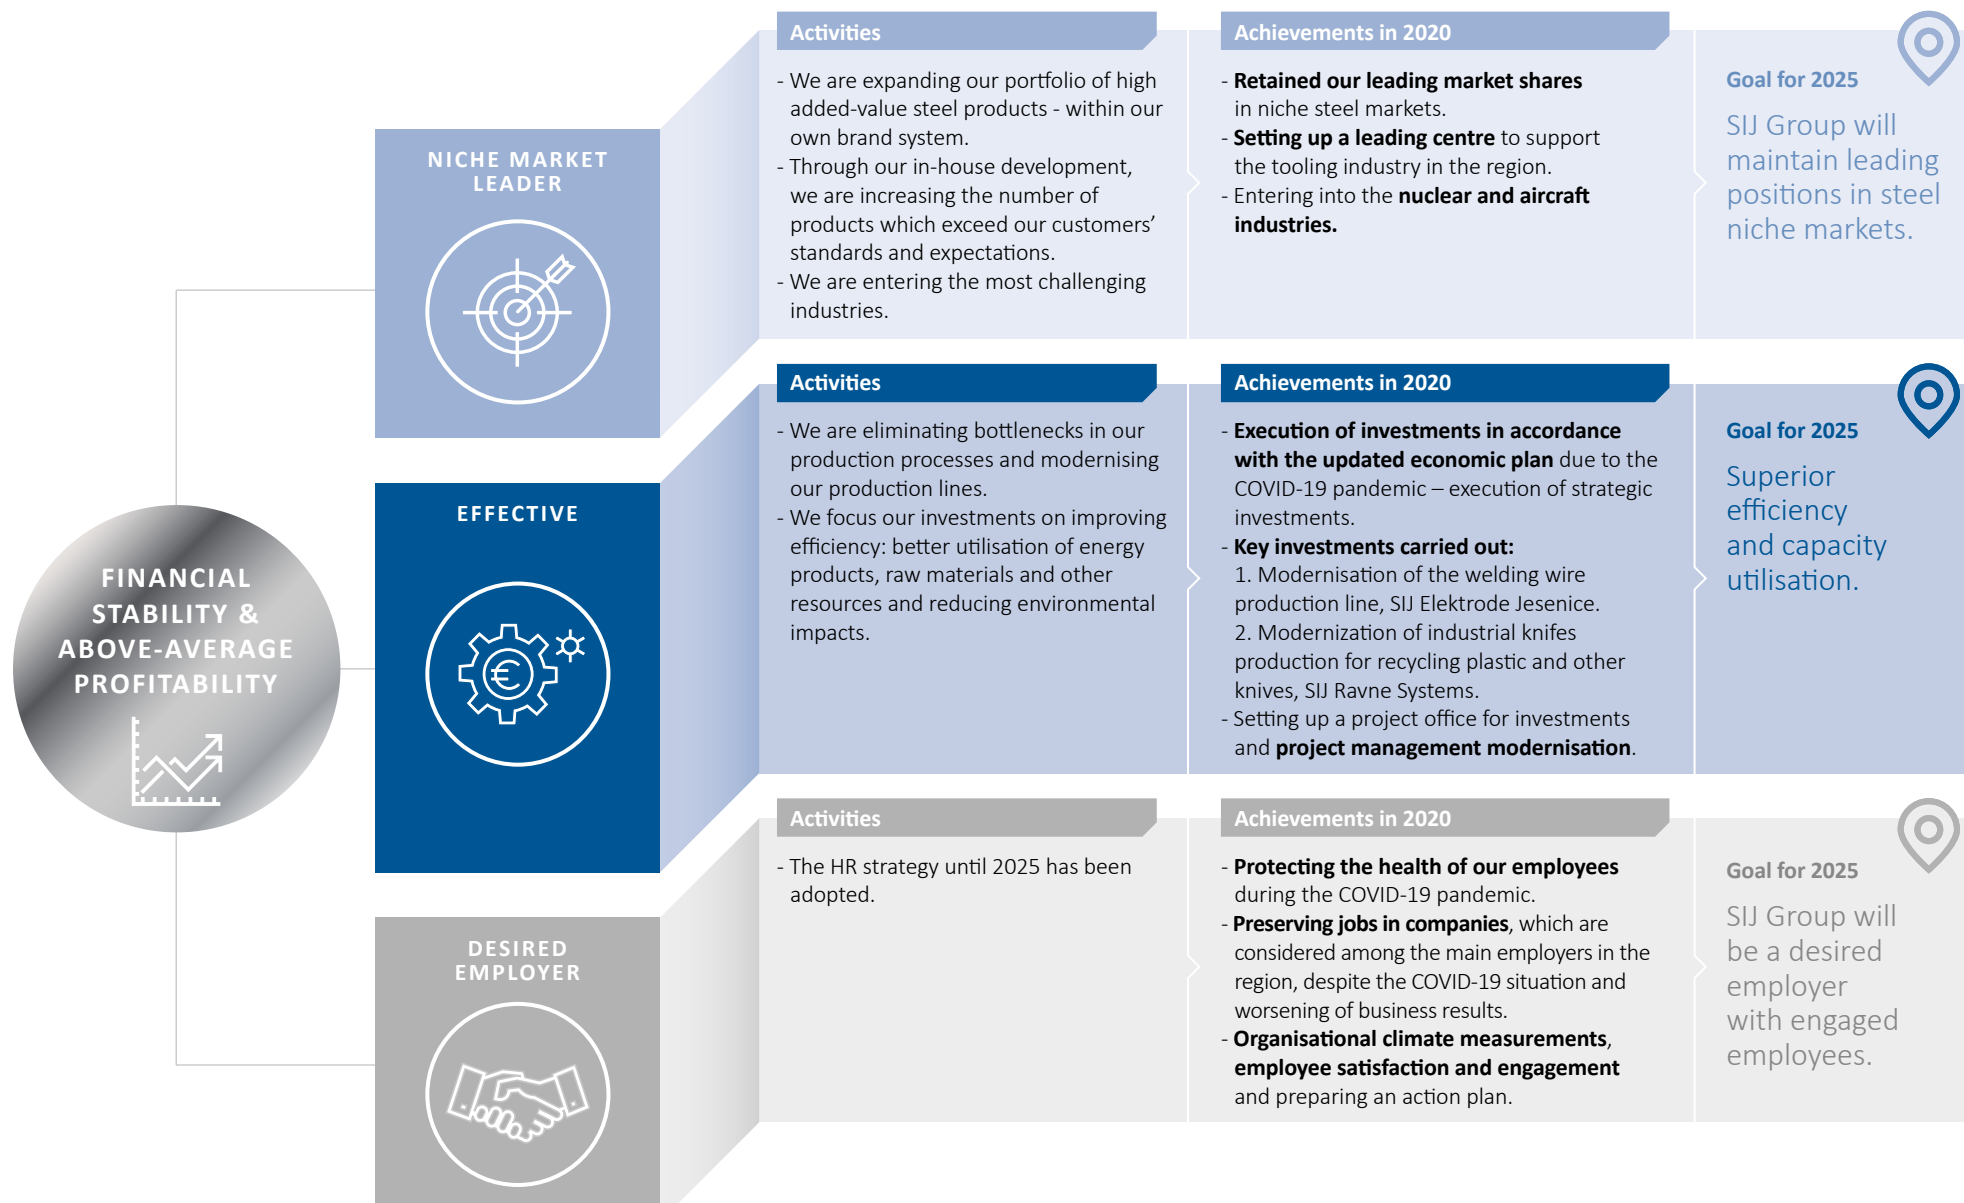 FINANCIAL
STABILITY &
ABOVE-AVERAGE
PROFITABILITY
NICHE MARKET
LEADER
Activities
- We are expanding our portfolio of high
added-value steel products - within our
own brand system.
- Through our in-house development,
we are increasing the number of
products which exceed our customers’
standards and expectations.
- We are entering the most challenging
industries.
Achievements in 2020
- Retained our leading market shares
in niche steel markets.
- Setting up a leading centre to support
the tooling industry in the region.
- Entering into the nuclear and aircraft
industries.
Goal for 2025
SIJ Group will
maintain leading
positions in steel
niche markets.
EFFECTIVE
€
Activities
- We are eliminating bottlenecks in our
production processes and modernising
our production lines.
- We focus our investments on improving
efficiency: better utilisation of energy
products, raw materials and other
resources and reducing environmental
impacts.
Achievements in 2020
- Execution of investments in accordance
with the updated economic plan due to the
COVID-19 pandemic – execution of strategic
investments.
- Key investments carried out:
1. Modernisation of the welding wire
production line, SIJ Elektrode Jesenice.
2. Modernization of industrial knifes
production for recycling plastic and other
knives, SIJ Ravne Systems.
- Setting up a project office for investments
and project management modernisation.
Goal for 2025
Superior
efficiency
and capacity
utilisation.
DESIRED
EMPLOYER
Activities
- The HR strategy until 2025 has been
adopted.
Achievements in 2020
- Protecting the health of our employees
during the COVID-19 pandemic.
- Preserving jobs in companies, which are
considered among the main employers in the
region, despite the COVID-19 situation and
worsening of business results.
- Organisational climate measurements,
employee satisfaction and engagement
and preparing an action plan.
Goal for 2025
SIJ Group will
be a desired
employer
with engaged
employees.